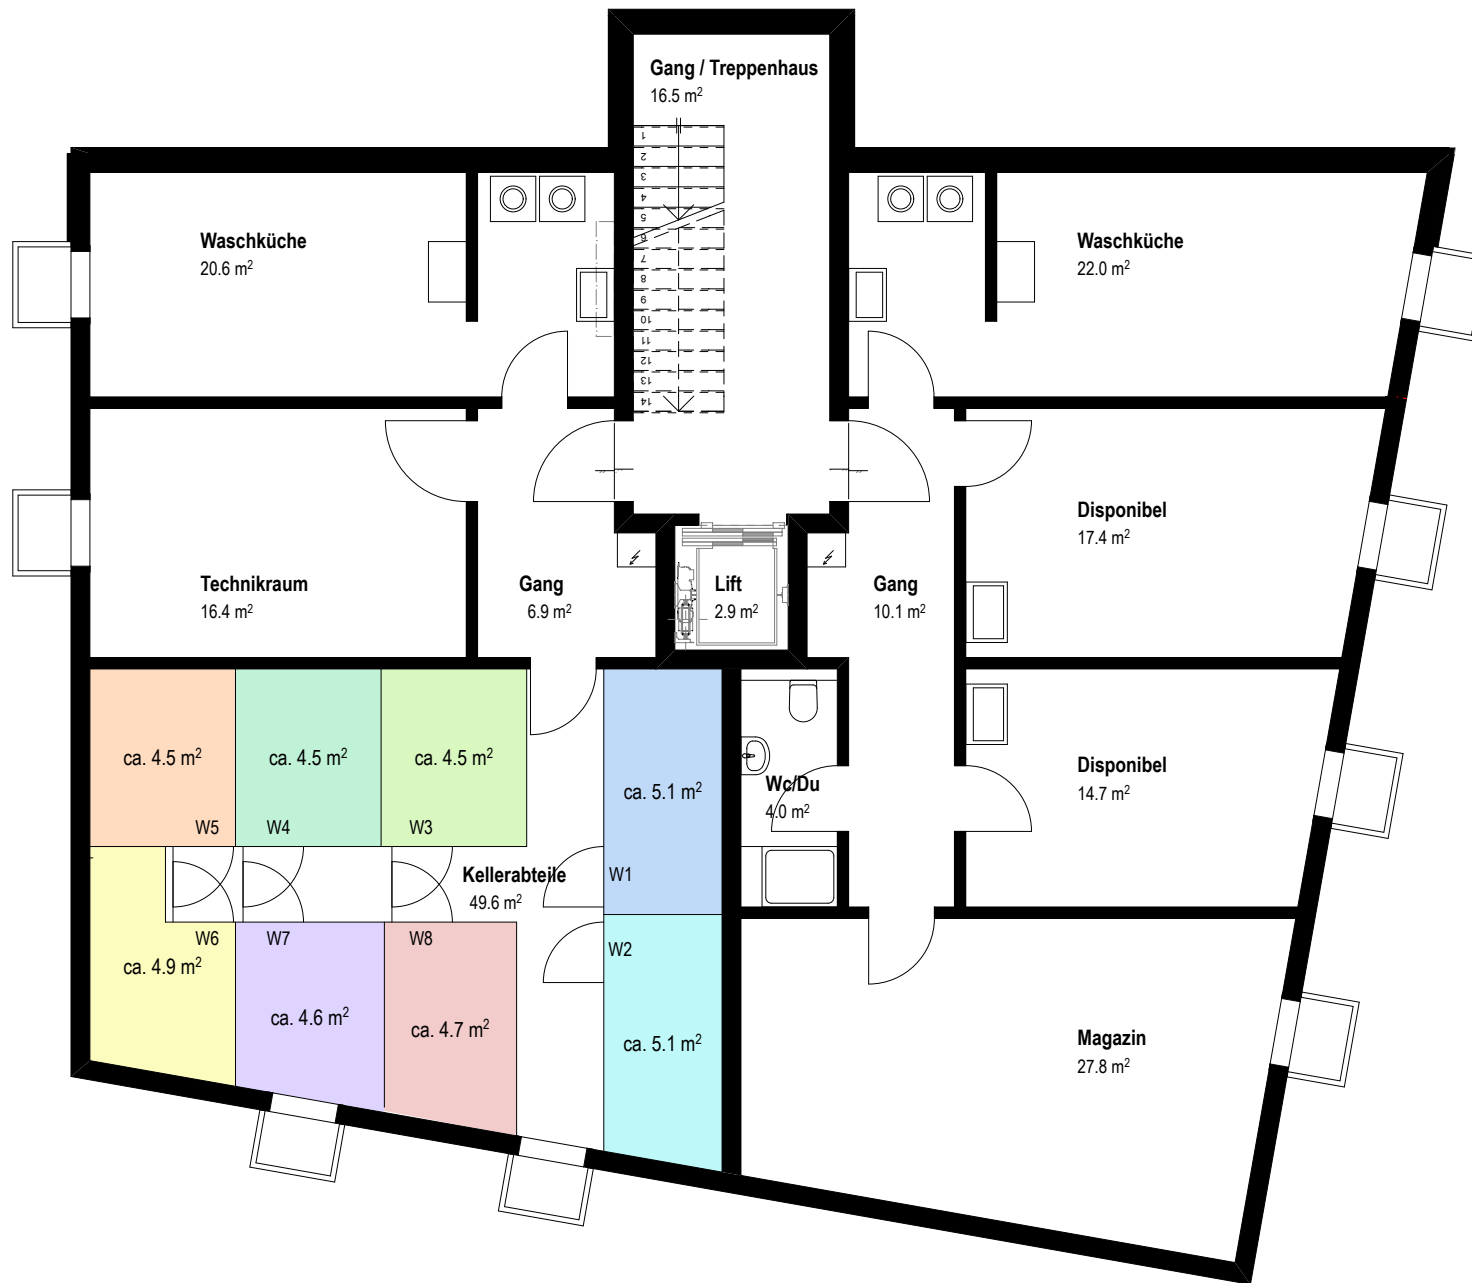 Gang / Treppenhaus
16.5 m²
1
2
3
4
5
6
7
8
9
10
11
12
13
14
Waschküche
20.6 m²
Waschküche
22.0 m²
Technikraum
16.4 m²
Gang
6.9 m²
Lift
2.9 m²
Gang
10.1 m²
Disponibel
17.4 m²
ca. 4.5 m²
W5
ca. 4.5 m²
W4
ca. 4.5 m²
W3
ca. 5.1 m²
W1
Wc/Du
4.0 m²
Disponibel
14.7 m²
Kellerabteile
49.6 m²
W6
ca. 4.9 m²
W7
ca. 4.6 m²
W8
ca. 4.7 m²
W2
ca. 5.1 m²
Magazin
27.8 m²